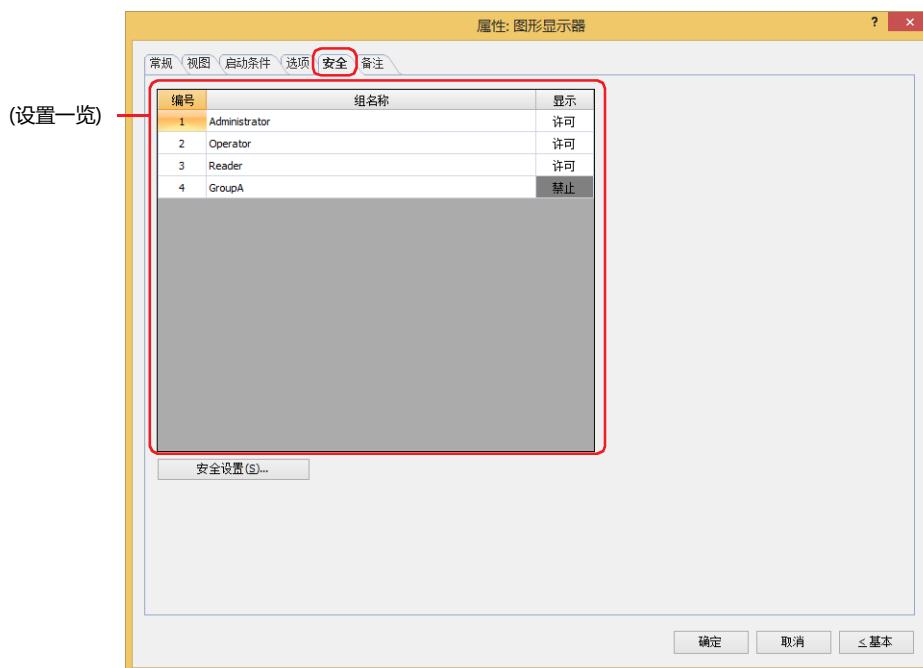 属性: 图形显示器
?
×
常规 视图 启动条件 选项 安全 备注
(设置一览)
编号 组名称 显示
1 Administrator 许可
2 Operator 许可
3 Reader 许可
4 GroupA 禁止
安全设置(S)...
确定 取消 <基本